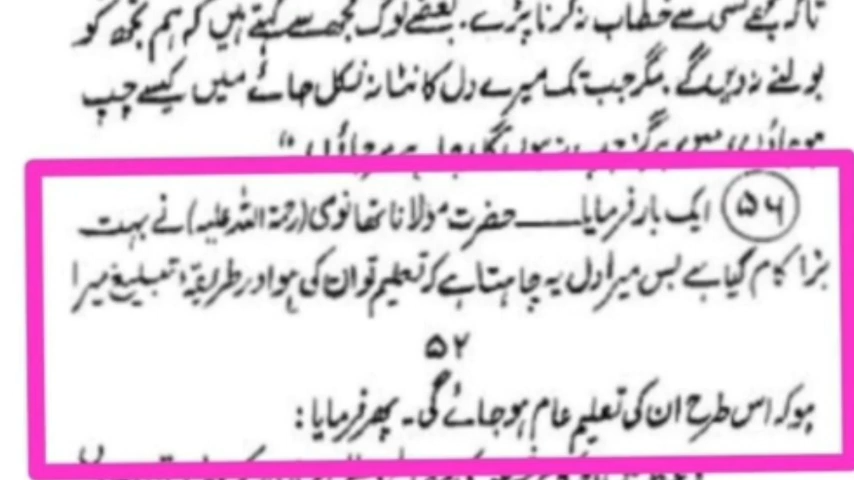 تاکہ مجھے کسی سے خطاب نہ کرنا پڑے۔ بعضے لوگ مجھ سے کہتے ہیں کہ ہم تجھ کو
بولنے نہ دیں گے۔ مگر جب تک میرے دل کا نٹا نہ نکل جائے میں کیسے چپ
۵۶ ایک بار فرمایا ــــ حضرت مولانا تھانوی (رحمۃ اللہ علیہ) نے بہت
بڑا کام کیا ہے بس میرا دل یہ چاہتا ہے کہ تعلیم تو ان کی ہو اور طریقۂ تبلیغ میرا
۵۲
ہو کہ اس طرح ان کی تعلیم عام ہو جائے گی۔ پھر فرمایا: